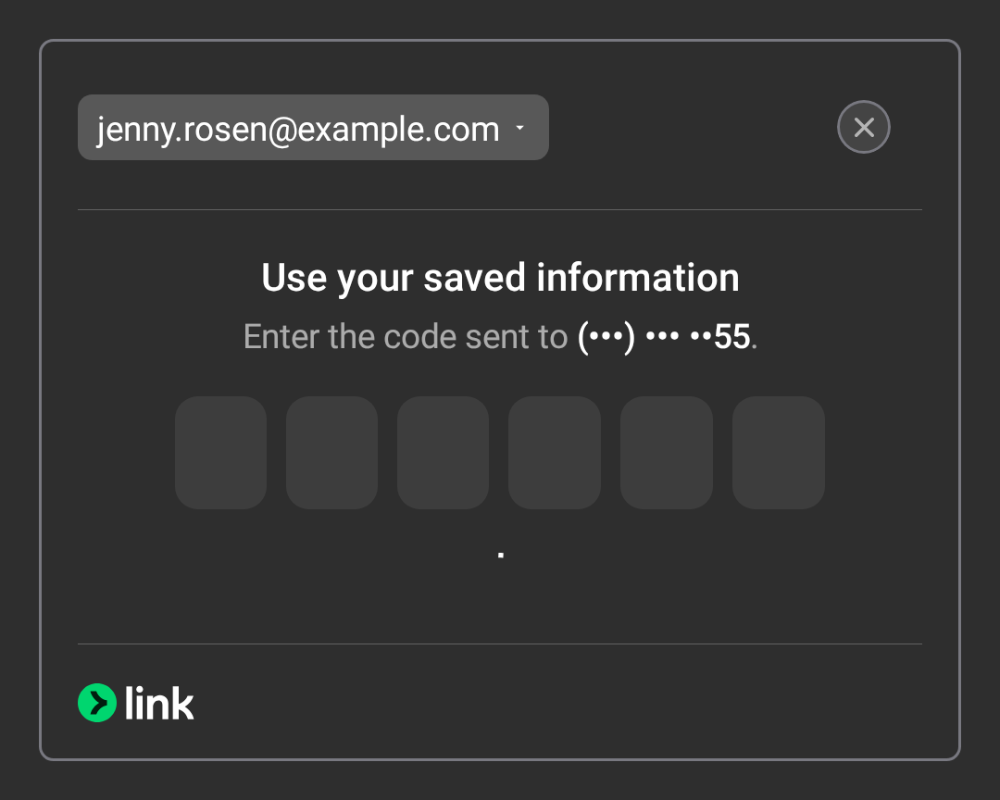 jenny.rosen@example.com
Use your saved information
Enter the code sent to (•••) ••• ••55.
.
link